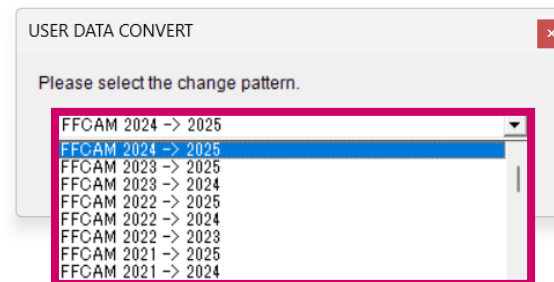 USER DATA CONVERT
Please select the change pattern.
FFCAM 2024 -> 2025
FFCAM 2024 -> 2025
FFCAM 2023 -> 2025
FFCAM 2023 -> 2024
FFCAM 2022 -> 2025
FFCAM 2022 -> 2024
FFCAM 2022 -> 2023
FFCAM 2021 -> 2025
FFCAM 2021 -> 2024